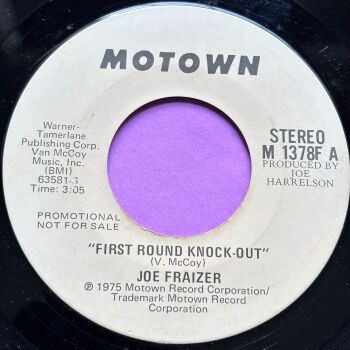 MOTOWN
Warner-
Tamerlane
Publishing Corp.
Van McCoy
Music, Inc.
(BMI)
63581-3
Time: 3:05
STEREO
M 1378F A
PRODUCED BY
JOE
HARRELSON
PROMOTIONAL
NOT FOR SALE
"FIRST ROUND KNOCK-OUT"
(V. McCoy)
JOE FRAIZER
℗ 1975 Motown Record Corporation/
Trademark Motown Record
Corporation